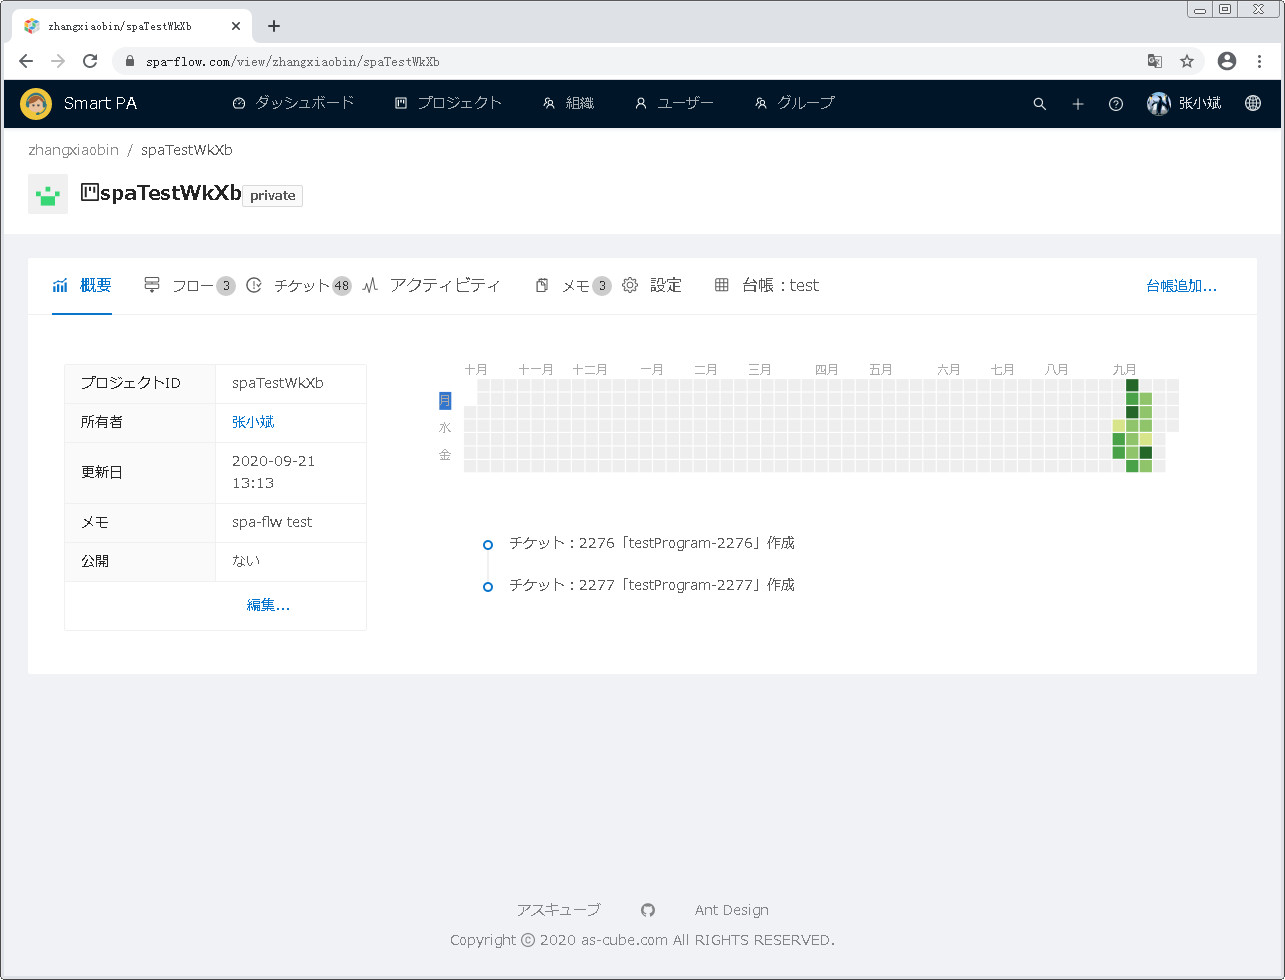 zhangxiaobin/spaTestWkXb
spa-flow.com/view/zhangxiaobin/spaTestWkXb
Smart PA ダッシュボード プロジェクト 組織 ユーザー グループ 张小斌
zhangxiaobin / spaTestWkXb
spaTestWkXb private
概要 フロー 3 チケット 48 アクティビティ メモ 3 設定 台帳：test 台帳追加...
十月 十一月 十二月 一月 二月 三月 四月 五月 六月 七月 八月 九月
月
水
金
プロジェクトID spaTestWkXb
所有者 张小斌
更新日 2020-09-21
13:13
メモ spa-flw test
公開 ない
編集...
チケット：2276「testProgram-2276」作成
チケット：2277「testProgram-2277」作成
アスキューブ Ant Design
Copyright © 2020 as-cube.com All RIGHTS RESERVED.